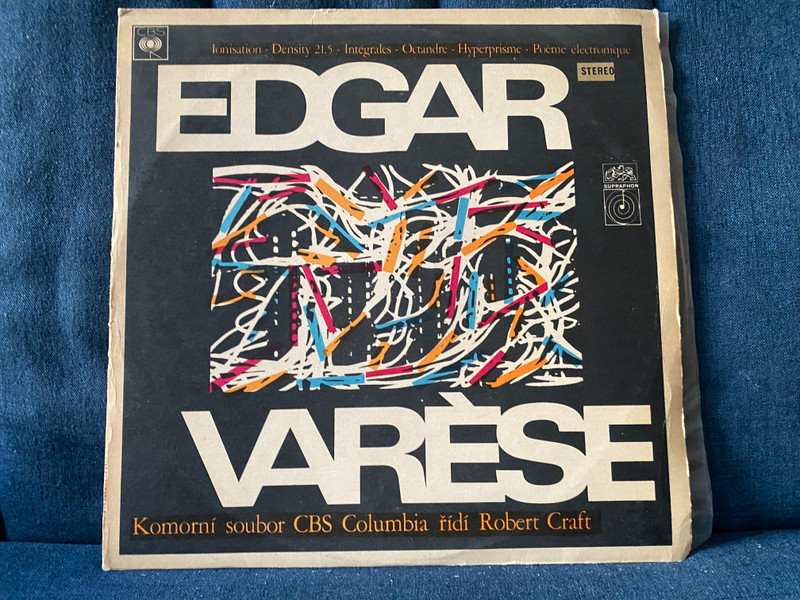 CBS
Ionisation - Density 21.5 - Intégrales - Octandre - Hyperprisme - Poème électronique
EDGAR
STEREO
SUPRAPHON
VARÈSE
Komorní soubor CBS Columbia řídí Robert Craft